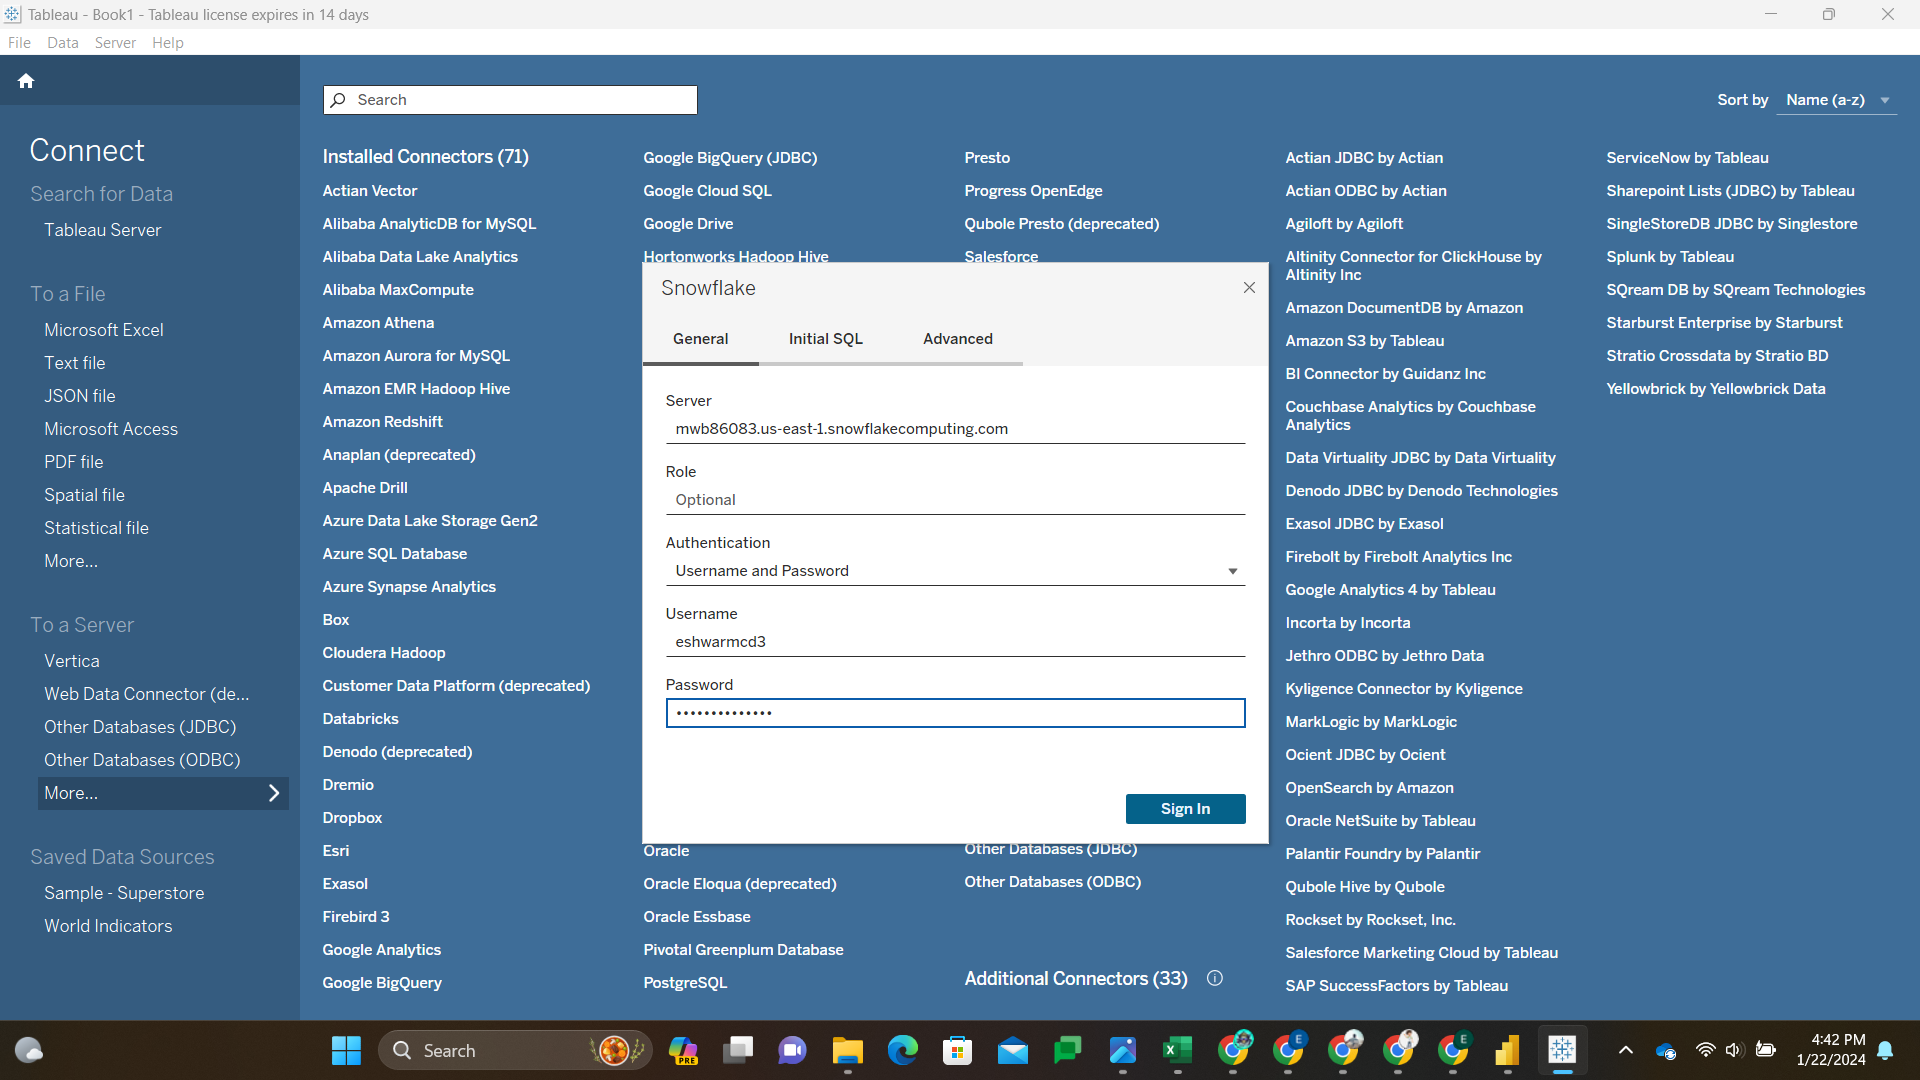 Tableau - Book1 - Tableau license expires in 14 days
File Data Server Help
Connect
Search for Data
Tableau Server
To a File
Microsoft Excel
Text file
JSON file
Microsoft Access
PDF file
Spatial file
Statistical file
More...
To a Server
Vertica
Web Data Connector (de...
Other Databases (JDBC)
Other Databases (ODBC)
More...
Saved Data Sources
Sample - Superstore
World Indicators
Search
Sort by Name (a-z)
Installed Connectors (71)
Actian Vector
Alibaba AnalyticDB for MySQL
Alibaba Data Lake Analytics
Alibaba MaxCompute
Amazon Athena
Amazon Aurora for MySQL
Amazon EMR Hadoop Hive
Amazon Redshift
Anaplan (deprecated)
Apache Drill
Azure Data Lake Storage Gen2
Azure SQL Database
Azure Synapse Analytics
Box
Cloudera Hadoop
Customer Data Platform (deprecated)
Databricks
Denodo (deprecated)
Dremio
Dropbox
Esri
Exasol
Firebird 3
Google Analytics
Google BigQuery
Google BigQuery (JDBC)
Google Cloud SQL
Google Drive
Hortonworks Hadoop Hive
Oracle
Oracle Eloqua (deprecated)
Oracle Essbase
Pivotal Greenplum Database
PostgreSQL
Presto
Progress OpenEdge
Qubole Presto (deprecated)
Salesforce
Other Databases (JDBC)
Other Databases (ODBC)
Additional Connectors (33)
Snowflake
General Initial SQL Advanced
Server
mwb86083.us-east-1.snowflakecomputing.com
Role
Optional
Authentication
Username and Password
Username
eshwarmcd3
Password
••••••••••••••
Sign In
Actian JDBC by Actian
Actian ODBC by Actian
Agiloft by Agiloft
Altinity Connector for ClickHouse by
Altinity Inc
Amazon DocumentDB by Amazon
Amazon S3 by Tableau
BI Connector by Guidanz Inc
Couchbase Analytics by Couchbase
Analytics
Data Virtuality JDBC by Data Virtuality
Denodo JDBC by Denodo Technologies
Exasol JDBC by Exasol
Firebolt by Firebolt Analytics Inc
Google Analytics 4 by Tableau
Incorta by Incorta
Jethro ODBC by Jethro Data
Kyligence Connector by Kyligence
MarkLogic by MarkLogic
Ocient JDBC by Ocient
OpenSearch by Amazon
Oracle NetSuite by Tableau
Palantir Foundry by Palantir
Qubole Hive by Qubole
Rockset by Rockset, Inc.
Salesforce Marketing Cloud by Tableau
SAP SuccessFactors by Tableau
ServiceNow by Tableau
Sharepoint Lists (JDBC) by Tableau
SingleStoreDB JDBC by Singlestore
Splunk by Tableau
SQream DB by SQream Technologies
Starburst Enterprise by Starburst
Stratio Crossdata by Stratio BD
Yellowbrick by Yellowbrick Data
Search
PRE
E
E
4:42 PM
1/22/2024